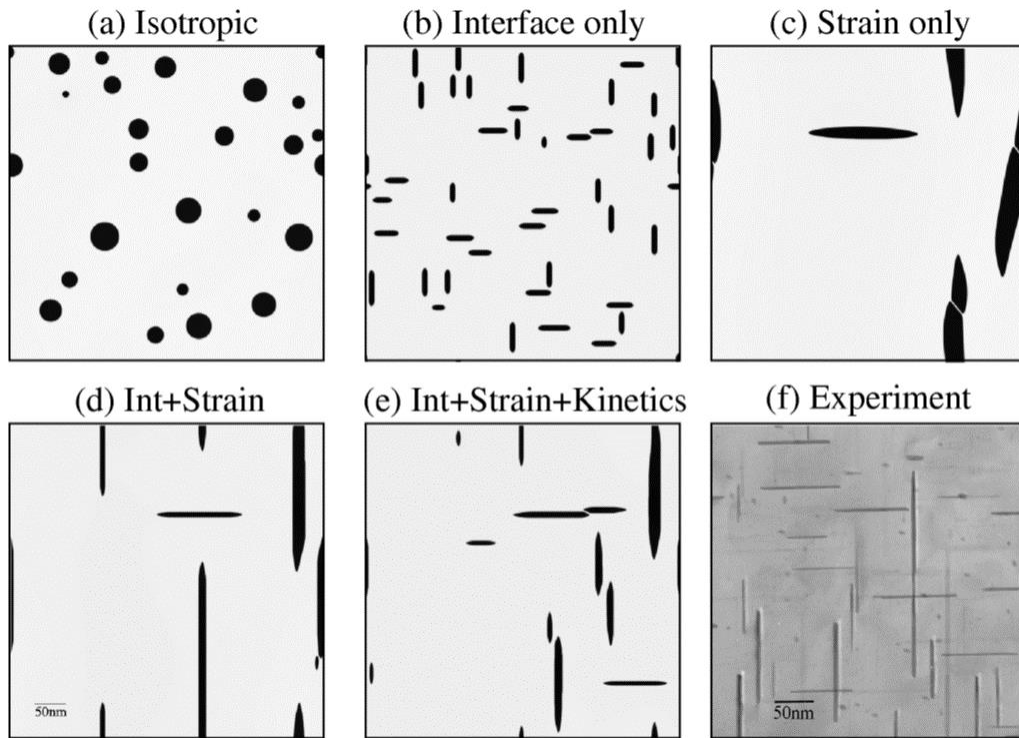 (a) Isotropic
(b) Interface only
(c) Strain only
(d) Int+Strain
(e) Int+Strain+Kinetics
(f) Experiment
50nm
50nm